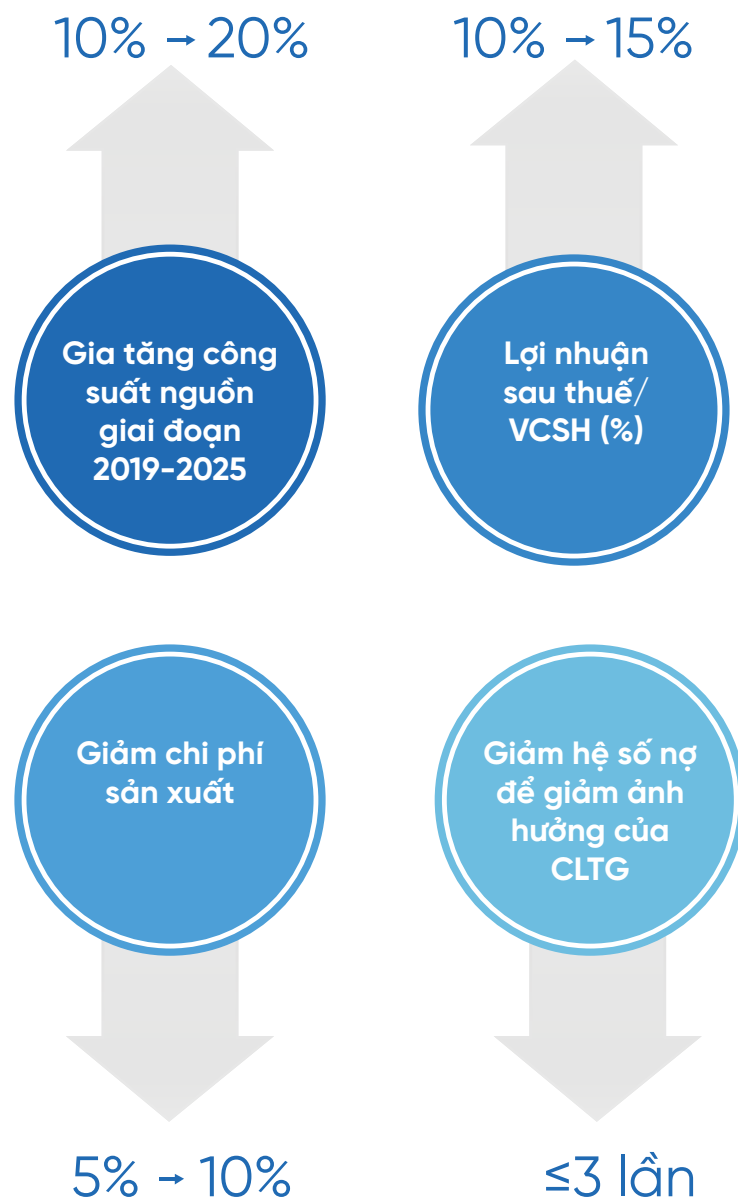 10% → 20%
10% → 15%
Gia tăng công
suất nguồn
giai đoạn
2019-2025
Lợi nhuận
sau thuế/
VCSH (%)
Giảm chi phí
sản xuất
Giảm hệ số nợ
để giảm ảnh
hưởng của
CLTG
5% → 10%
≤3 lần